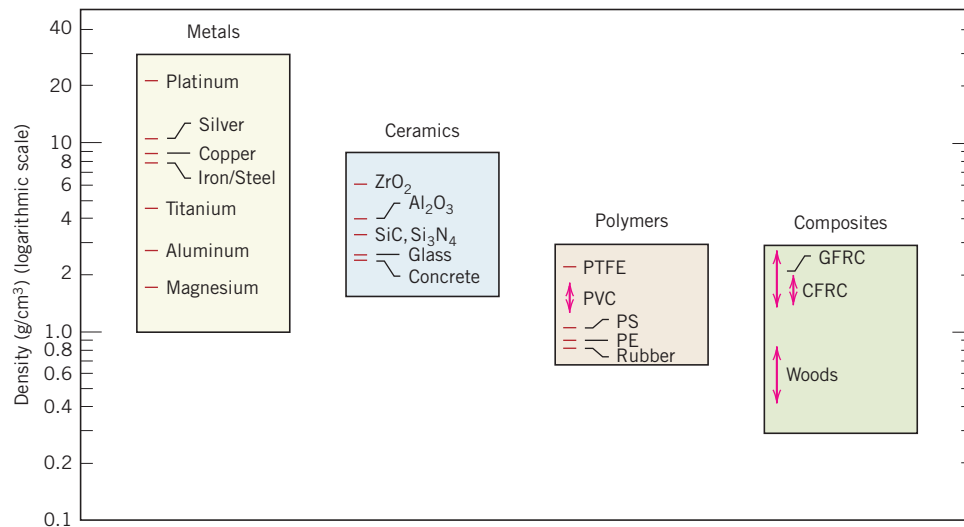 Density (g/cm³) (logarithmic scale)
40
20
10
8
6
4
2
1.0
0.8
0.6
0.4
0.2
0.1
Metals
Platinum
Silver
Copper
Iron/Steel
Titanium
Aluminum
Magnesium
Ceramics
ZrO₂
Al₂O₃
SiC, Si₃N₄
Glass
Concrete
Polymers
PTFE
PVC
PS
PE
Rubber
Composites
GFRC
CFRC
Woods